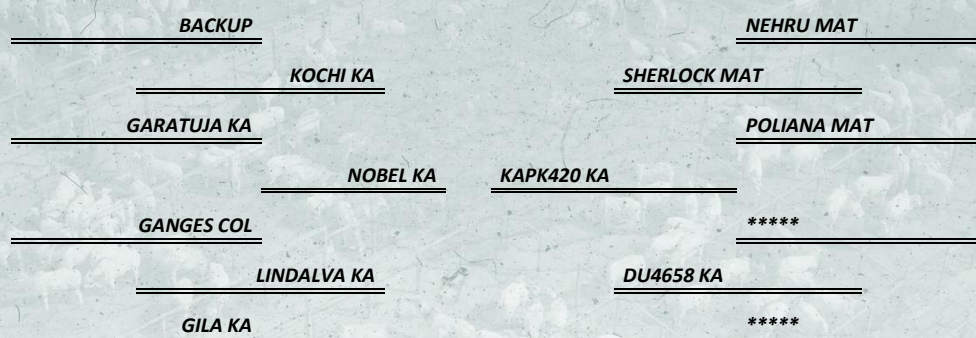 BACKUP NEHRU MAT
KOCHI KA SHERLOCK MAT
GARATUJA KA POLIANA MAT
NOBEL KA KAPK420 KA
GANGES COL *****
LINDALVA KA DU4658 KA
GILA KA *****